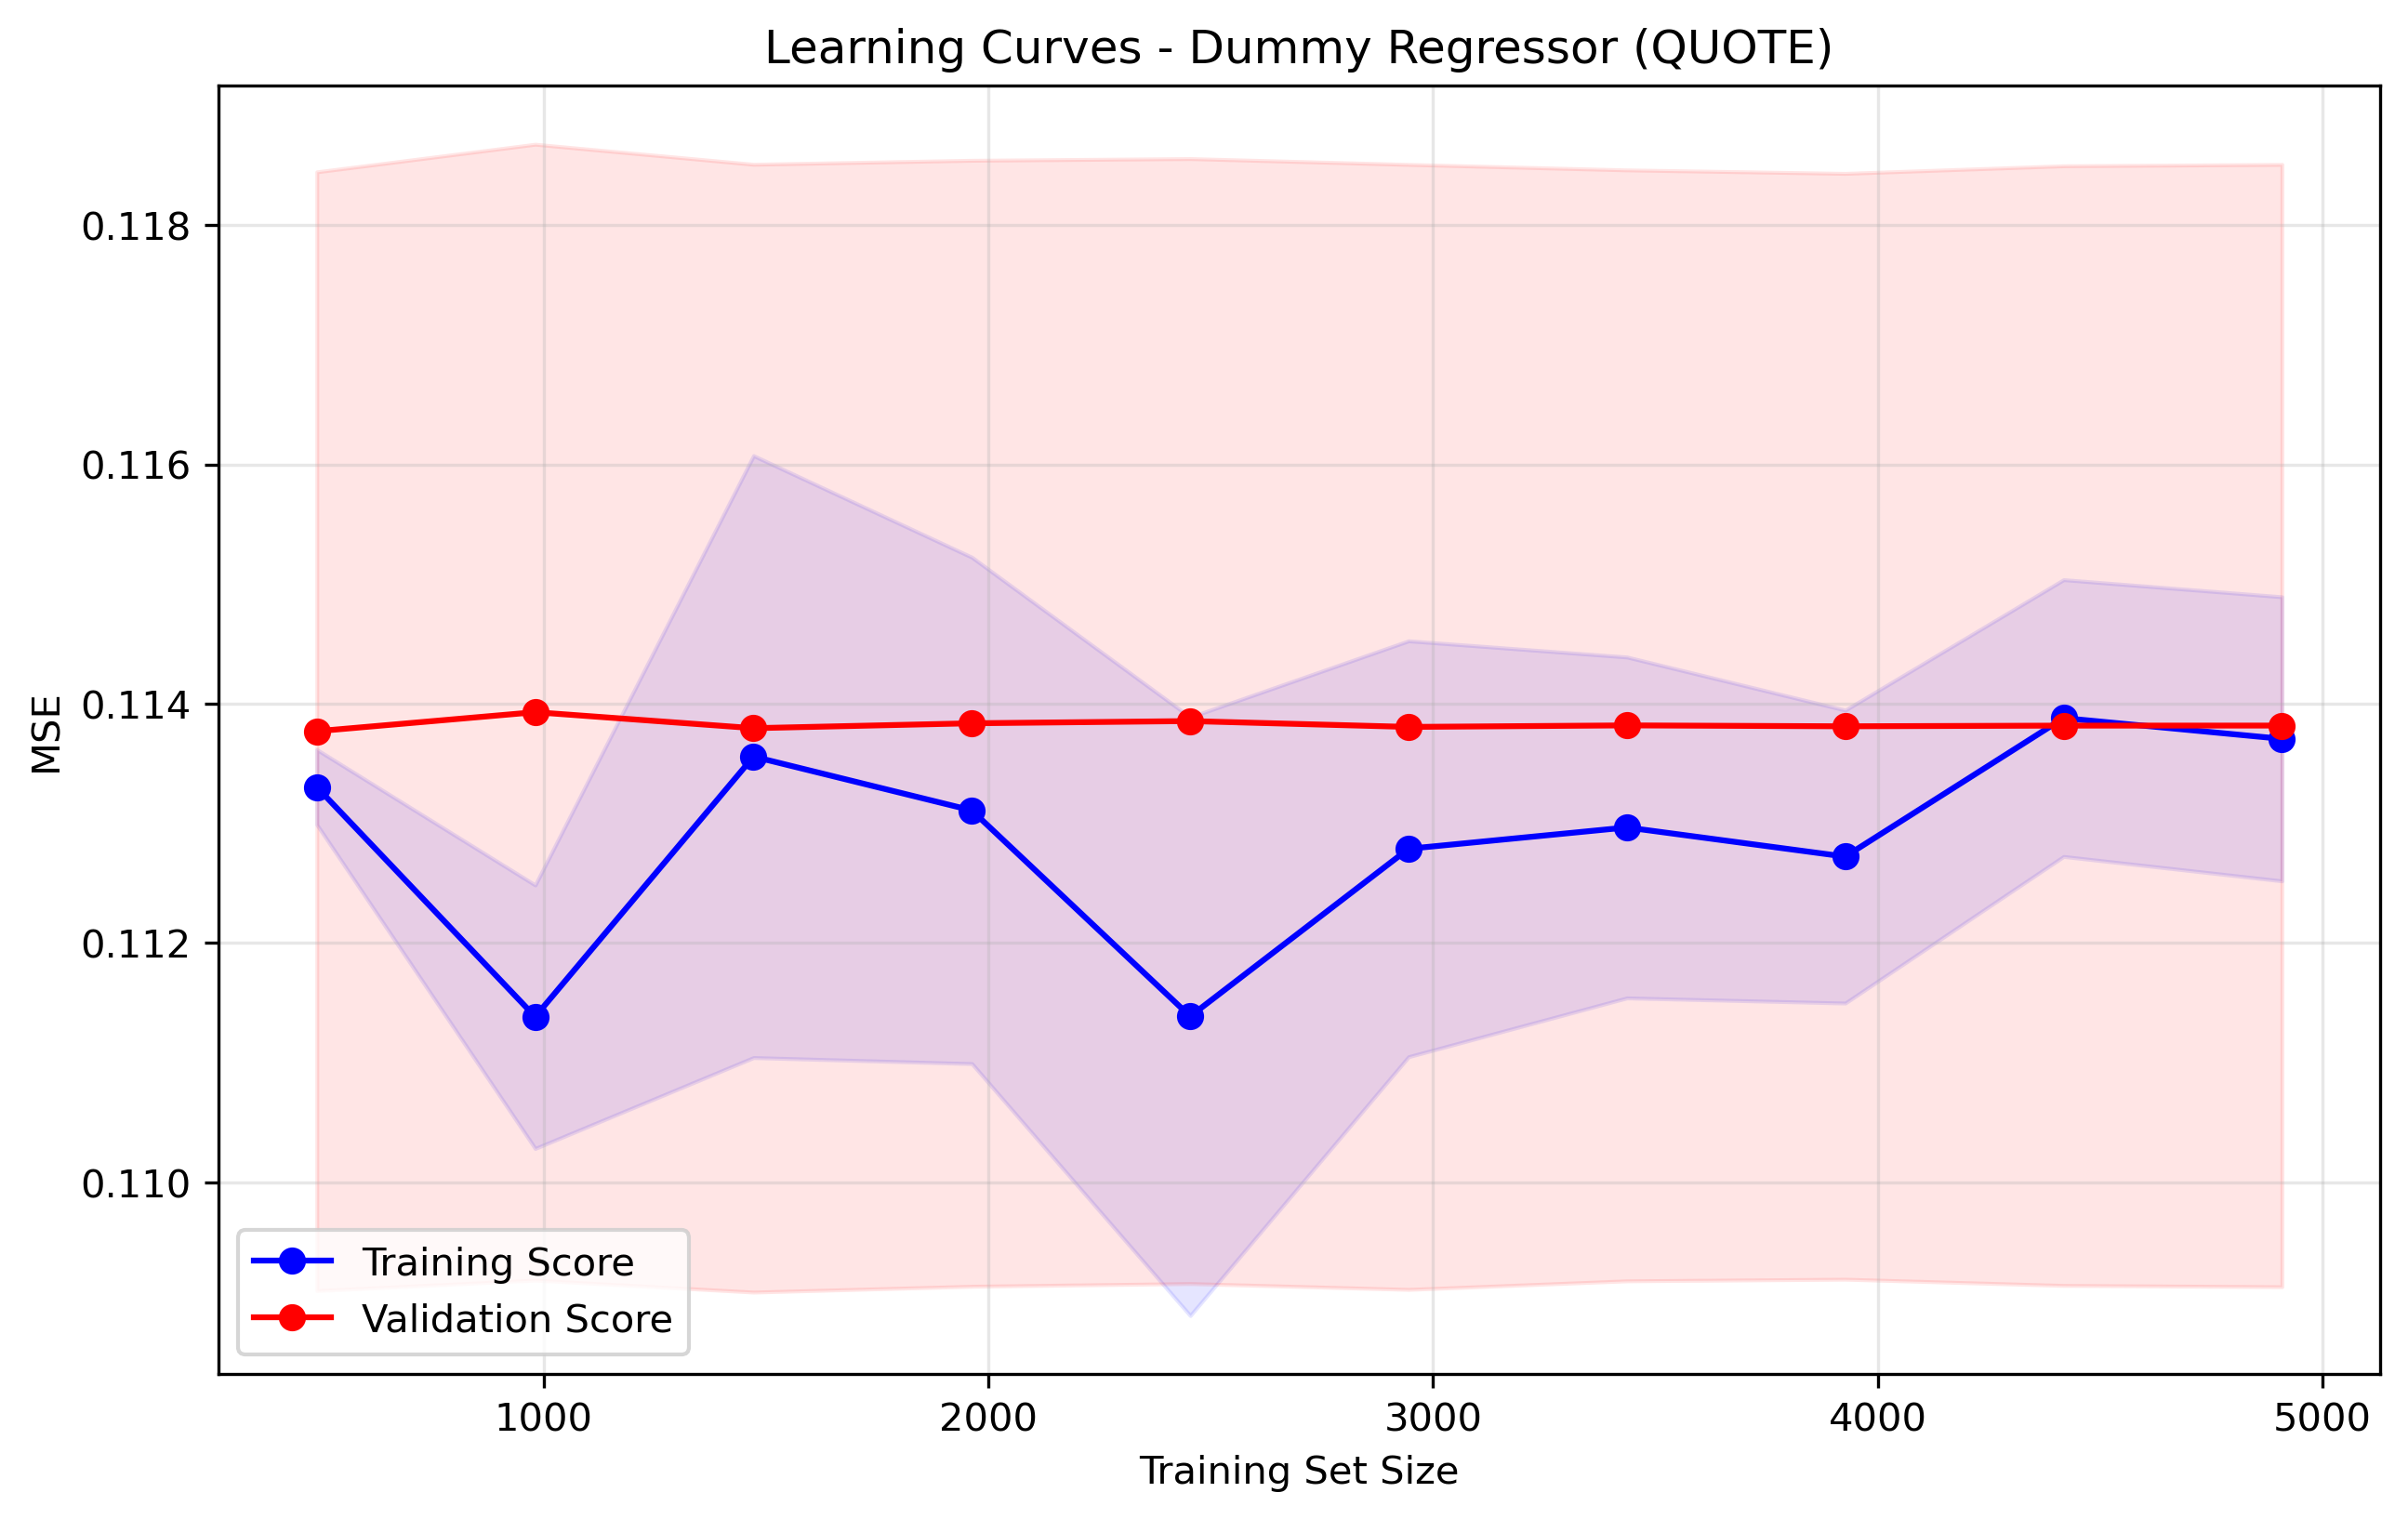 Learning Curves - Dummy Regressor (QUOTE)
MSE
0.118
0.116
0.114
0.112
0.110
Training Score
Validation Score
1000 2000 3000 4000 5000
Training Set Size